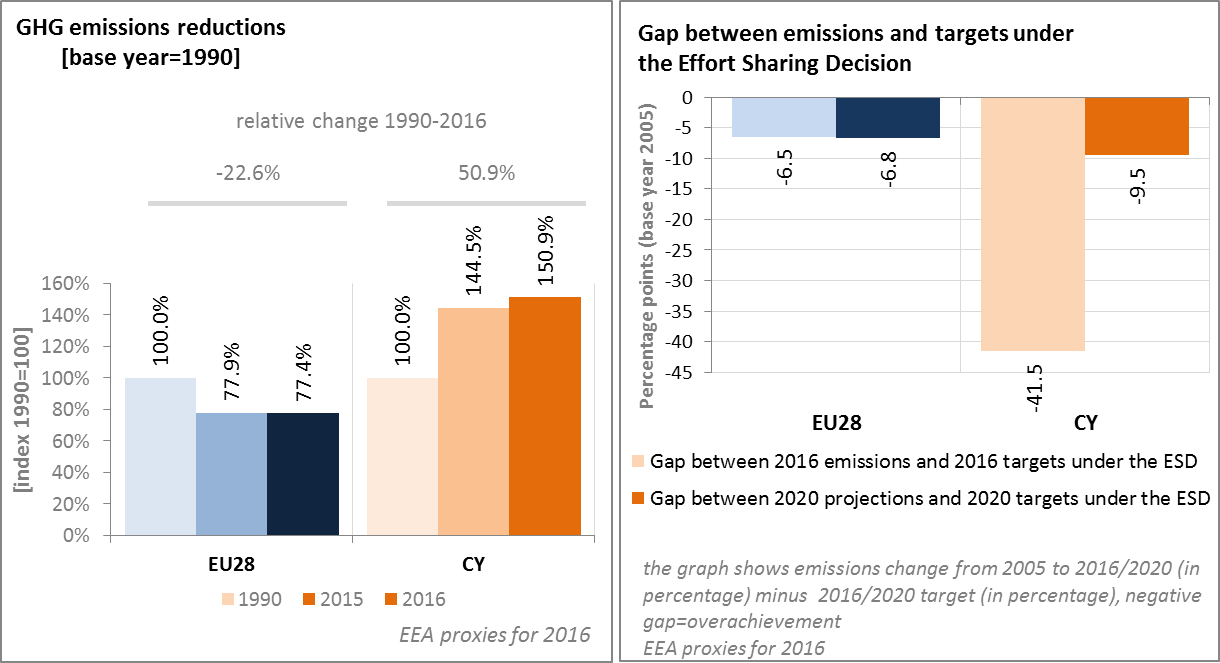 GHG emissions reductions
[base year=1990]
relative change 1990-2016
-22.6%
50.9%
[index 1990=100]
160%
140%
120%
100%
80%
60%
40%
20%
0%
100.0%
77.9%
77.4%
100.0%
144.5%
150.9%
EU28
CY
1990
2015
2016
EEA proxies for 2016
Gap between emissions and targets under
the Effort Sharing Decision
Percentage points (base year 2005)
0
-5
-10
-15
-20
-25
-30
-35
-40
-45
-6.5
-6.8
-41.5
-9.5
EU28
CY
Gap between 2016 emissions and 2016 targets under the ESD
Gap between 2020 projections and 2020 targets under the ESD
the graph shows emissions change from 2005 to 2016/2020 (in
percentage) minus 2016/2020 target (in percentage), negative
gap=overachievement
EEA proxies for 2016